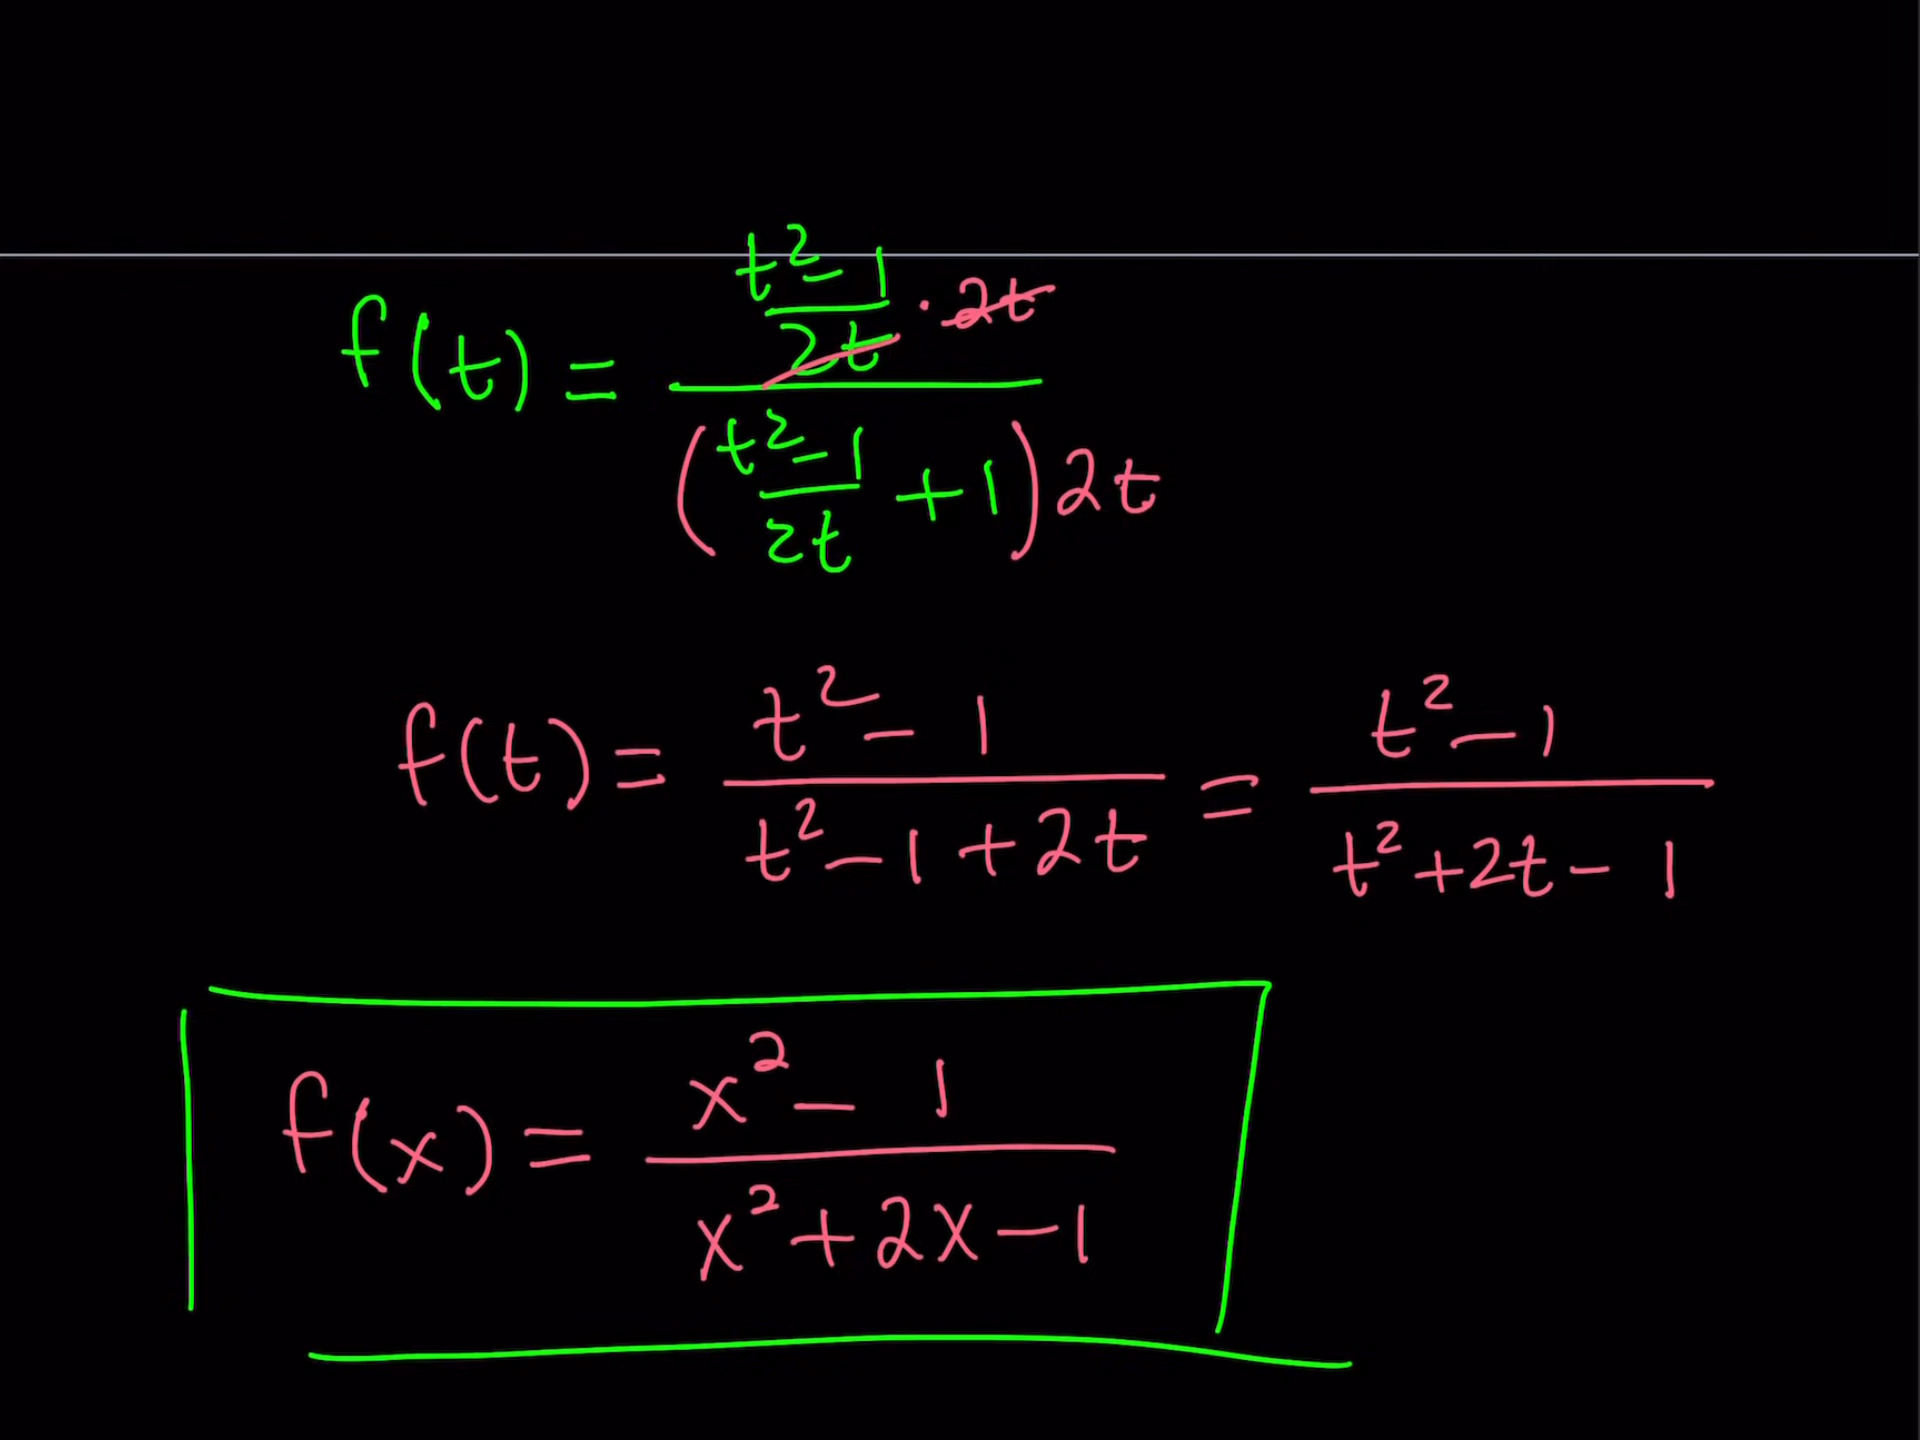 f(t) = ((t² - 1)/(2t) · 2t)/(((t² - 1)/(2t) + 1) 2t)
f(t) = (t² - 1)/(t² - 1 + 2t) = (t² - 1)/(t² + 2t - 1)
f(x) = (x² - 1)/(x² + 2x - 1)